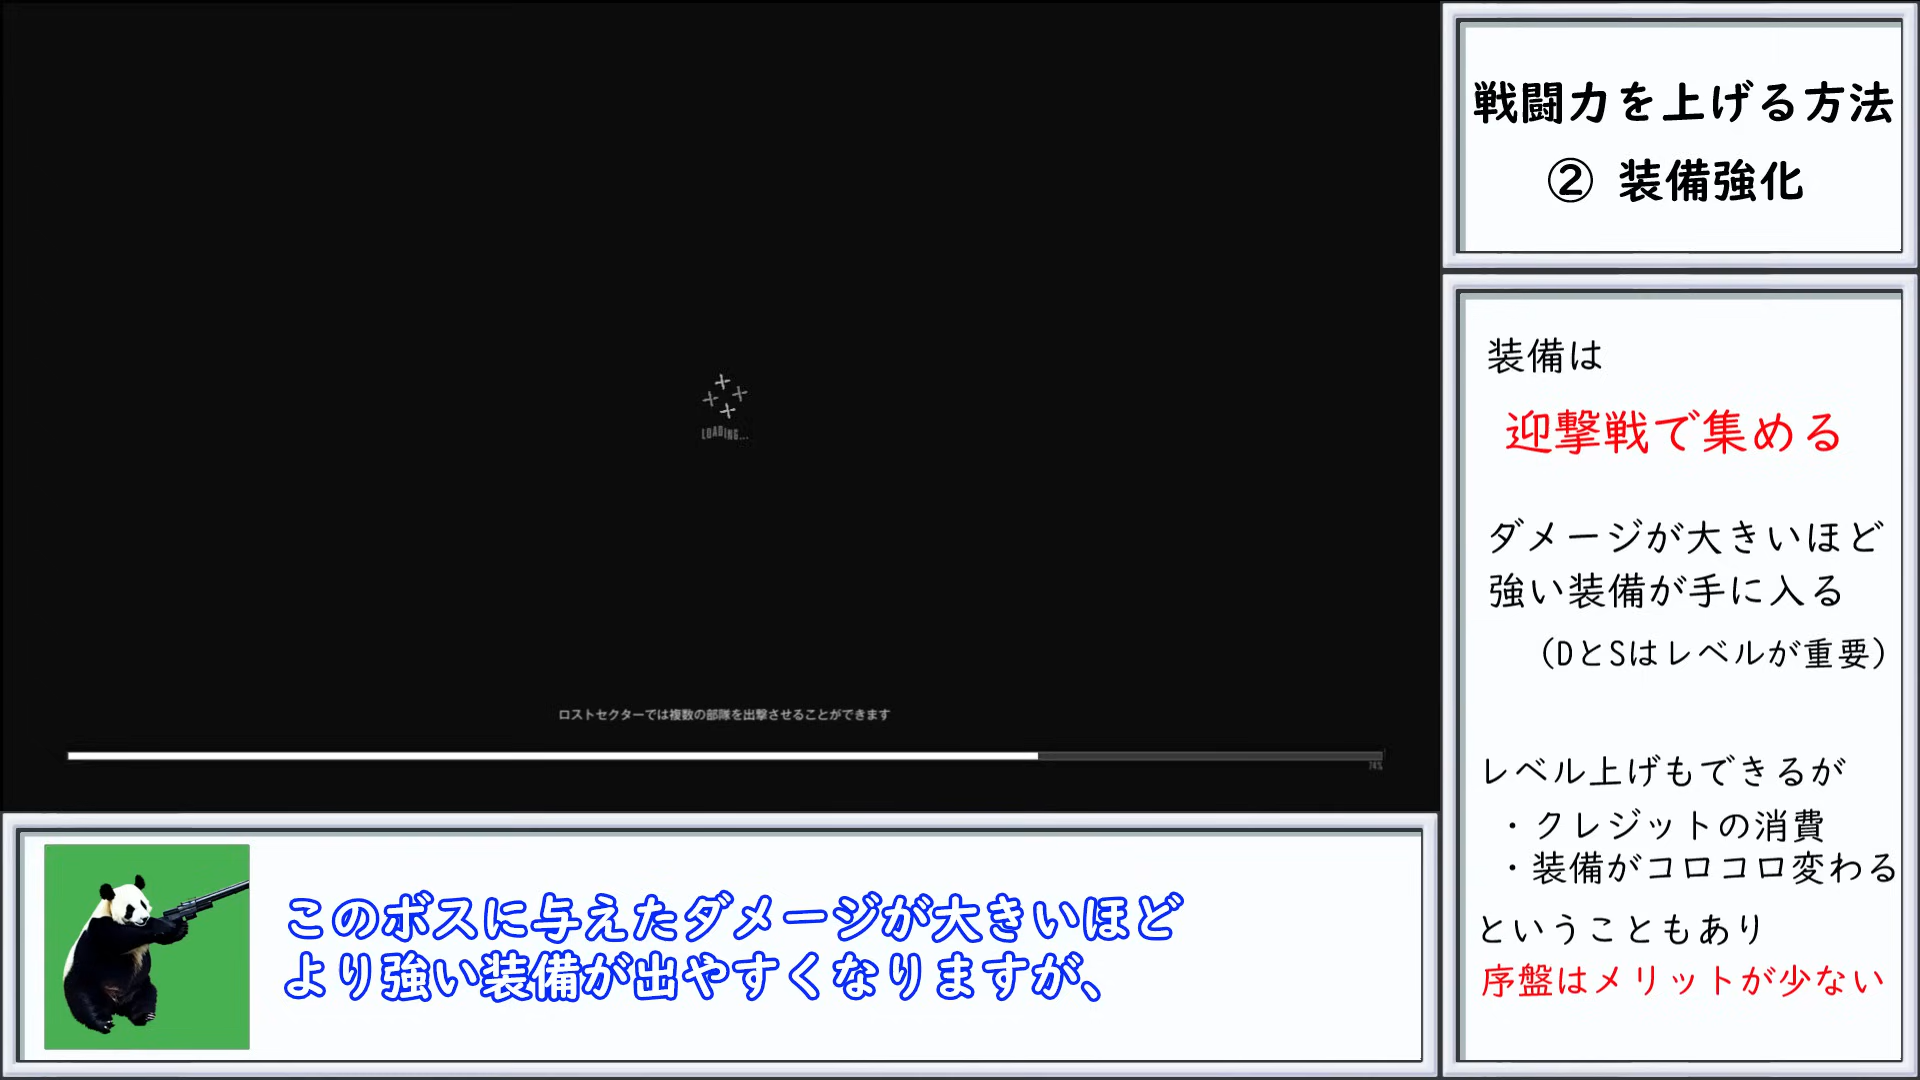 戦闘力を上げる方法
② 装備強化
LOADING...
ロストセクターでは複数の部隊を出撃させることができます
74%
装備は
迎撃戦で集める
ダメージが大きいほど
強い装備が手に入る
（DとSはレベルが重要）
レベル上げもできるが
・クレジットの消費
・装備がコロコロ変わる
ということもあり
序盤はメリットが少ない
このボスに与えたダメージが大きいほど
より強い装備が出やすくなりますが、